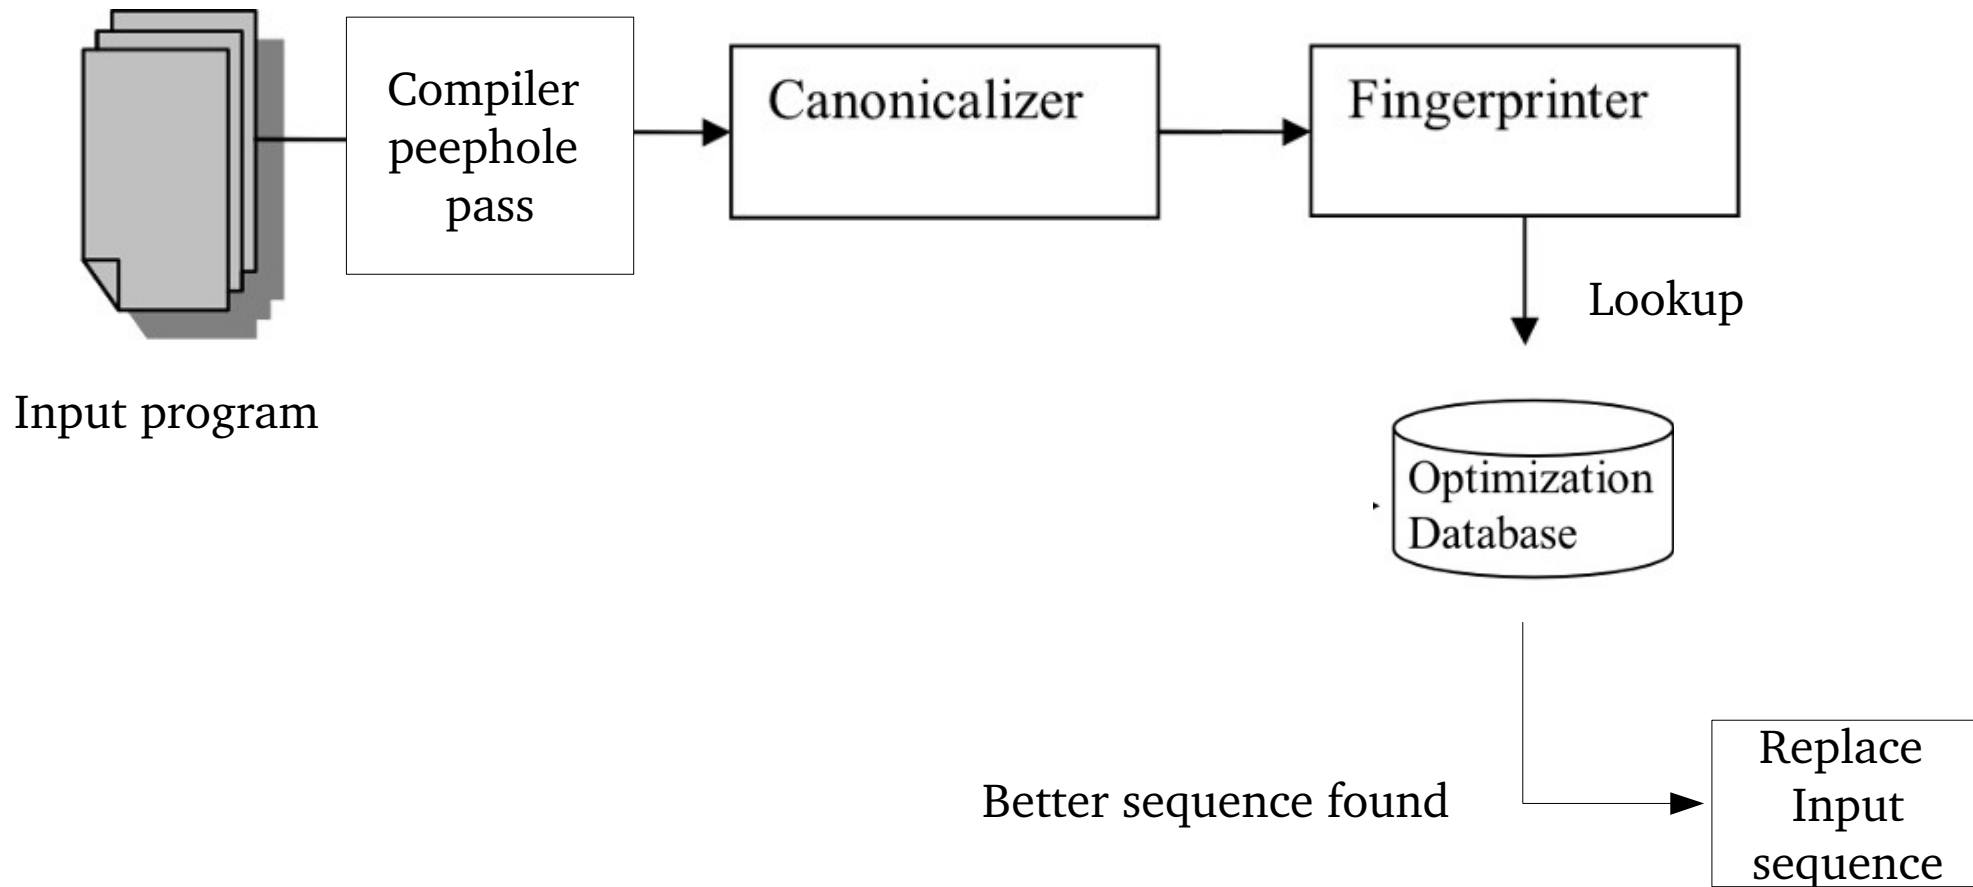 Compiler
peephole
pass
Canonicalizer
Fingerprinter
Lookup
Input program
Optimization
Database
Better sequence found
Replace
Input
sequence